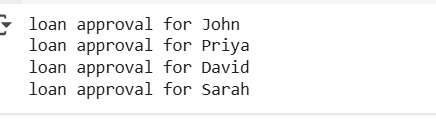 loan approval for John
loan approval for Priya
loan approval for David
loan approval for Sarah